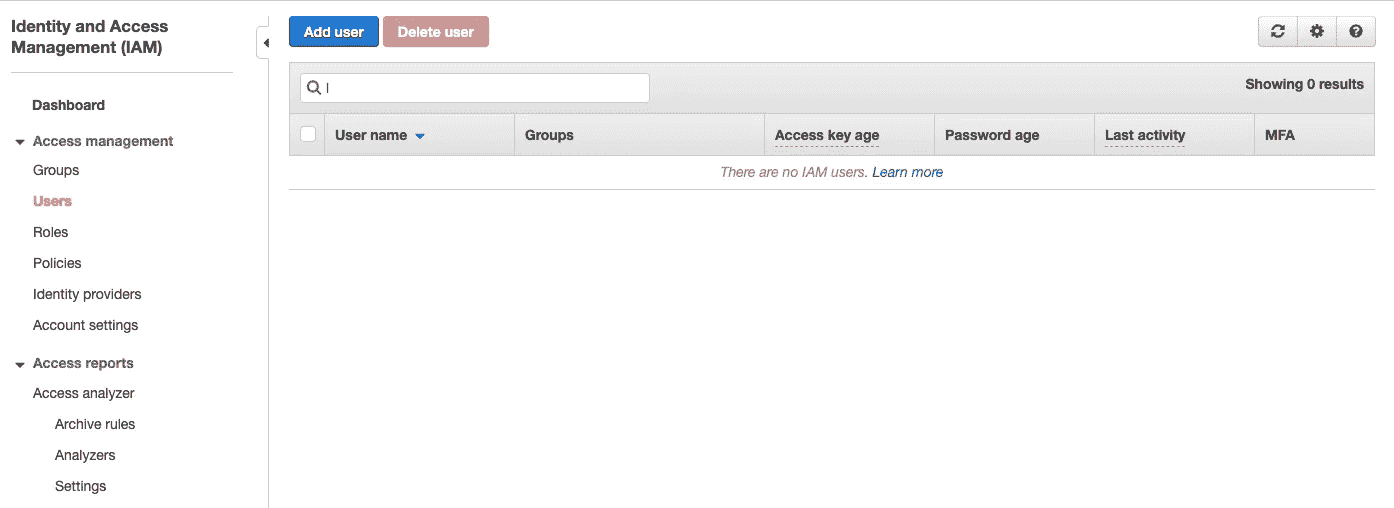 Identity and Access
Management (IAM)
Dashboard
Access management
Groups
Users
Roles
Policies
Identity providers
Account settings
Access reports
Access analyzer
Archive rules
Analyzers
Settings
Add user Delete user
Showing 0 results
User name Groups Access key age Password age Last activity MFA
There are no IAM users. Learn more